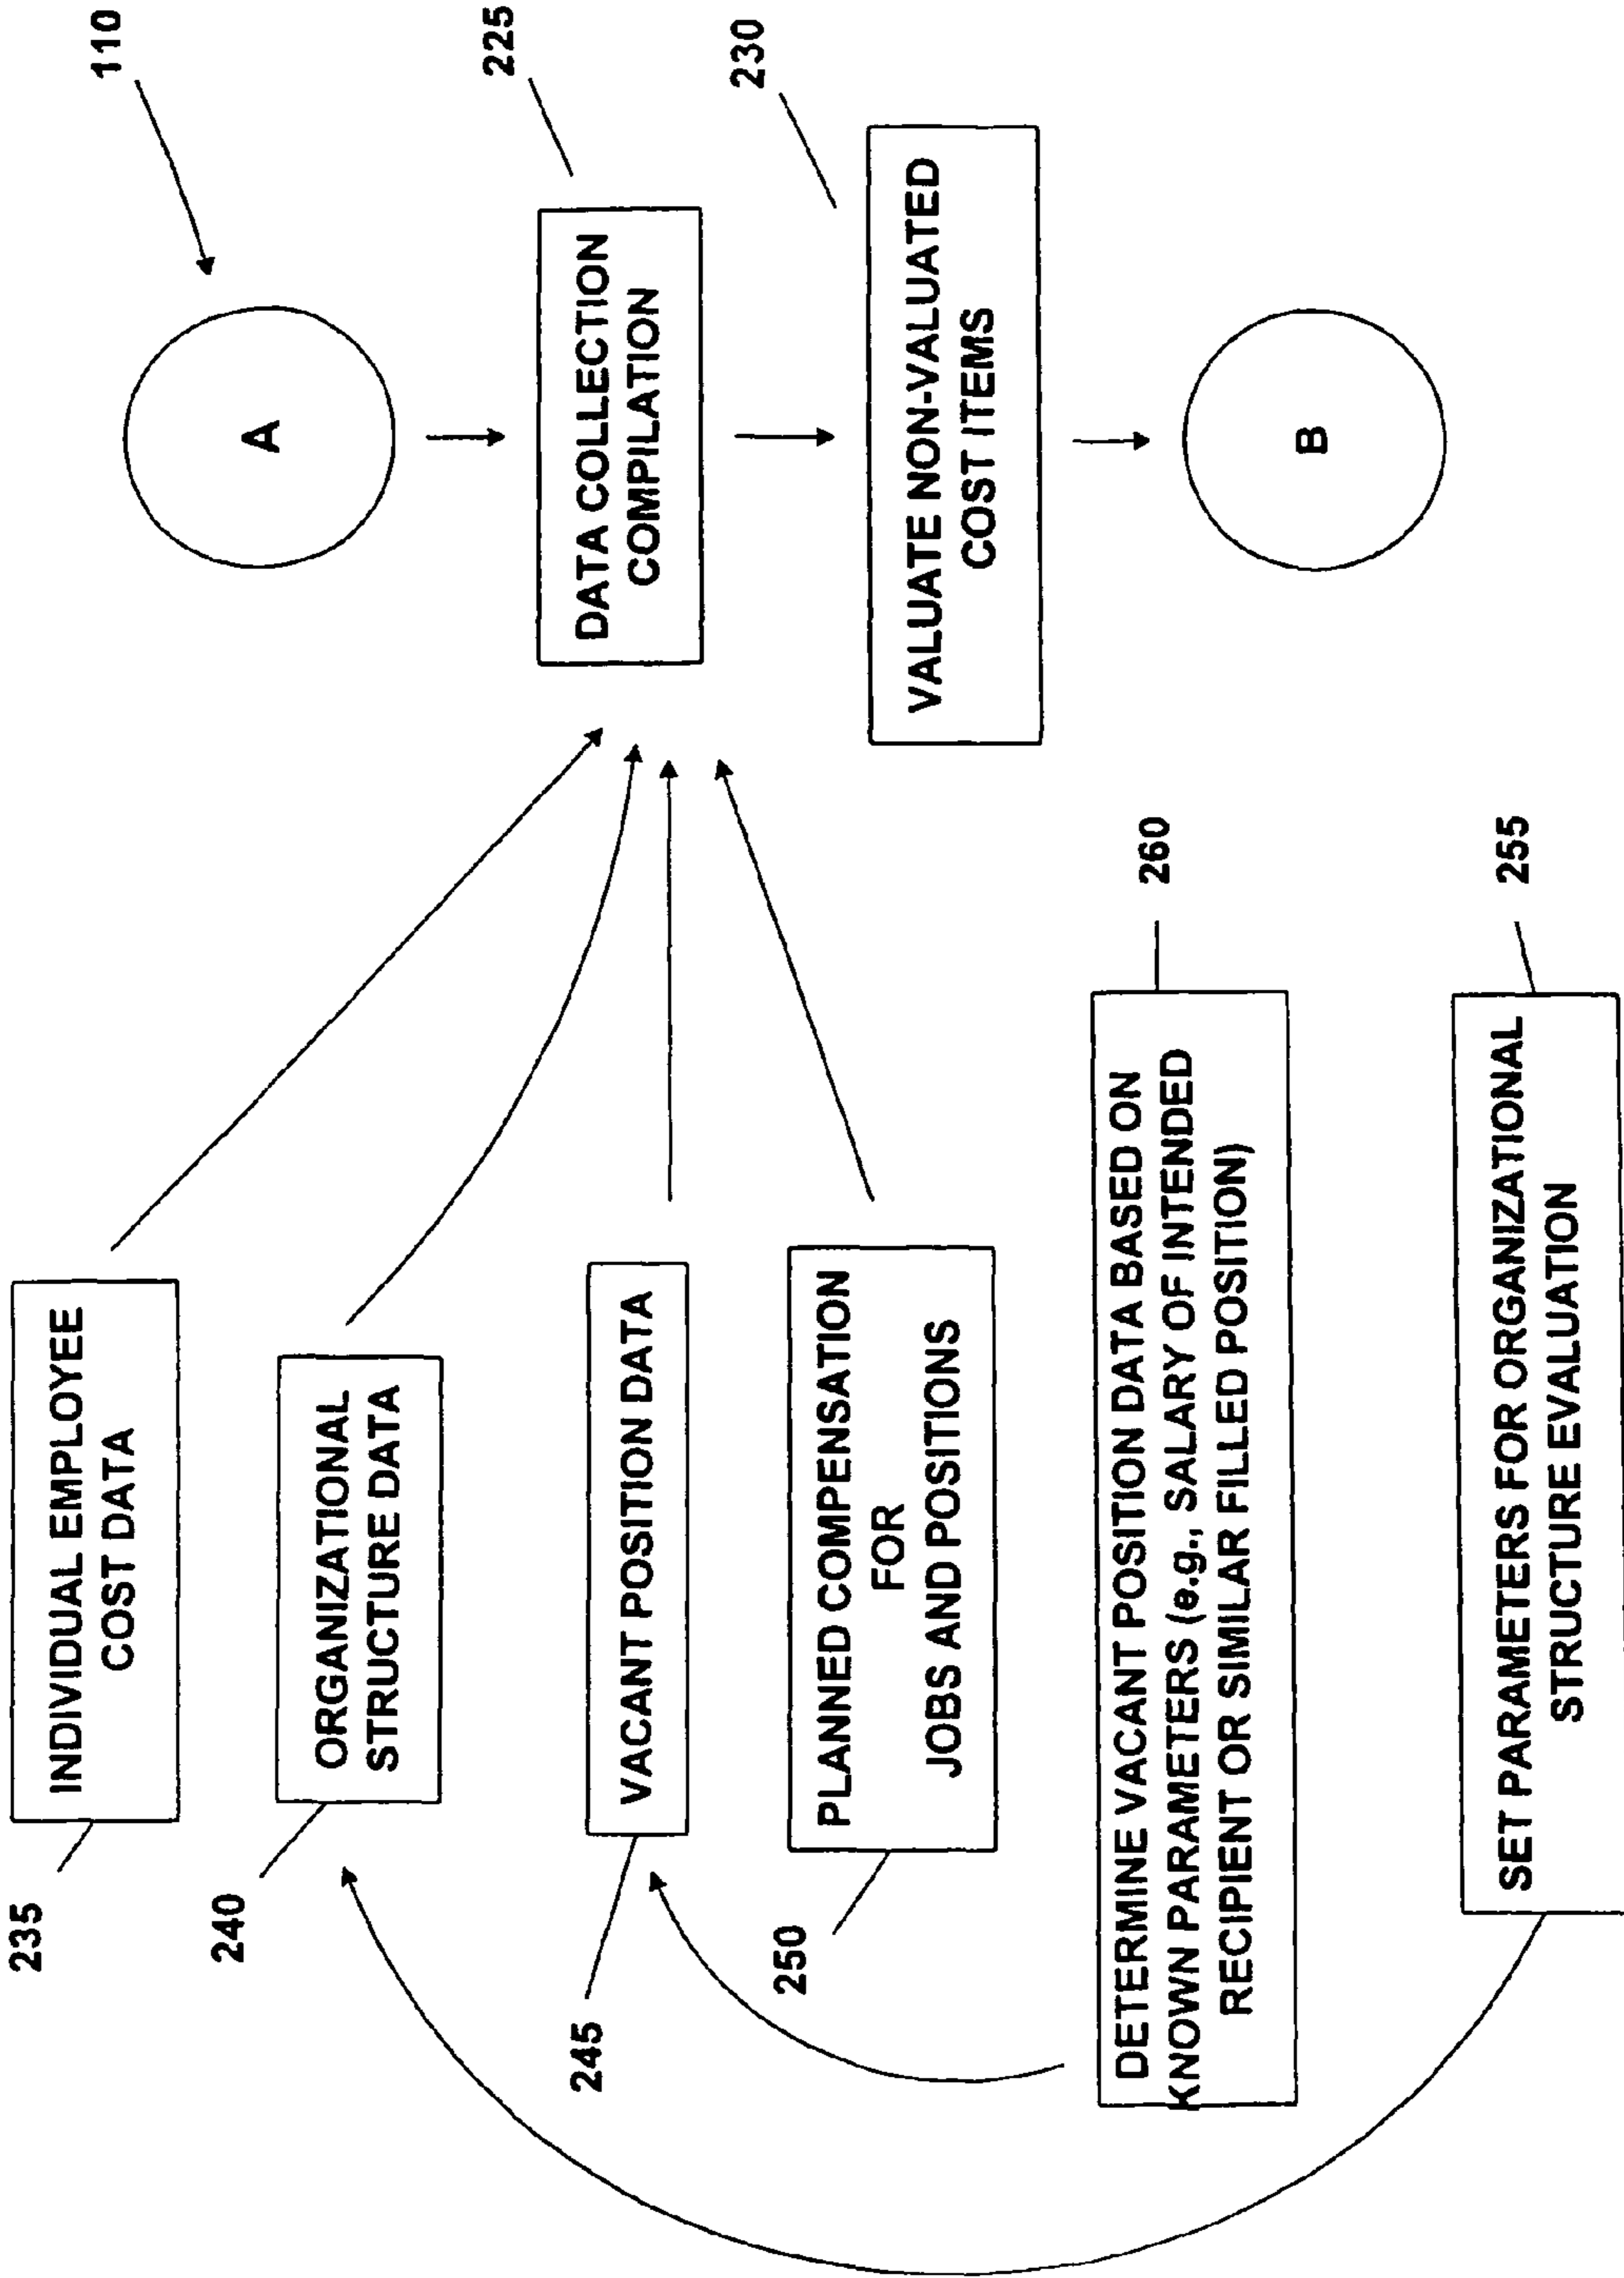 110
A
225
DATA COLLECTION
COMPILATION
230
VALUATE NON-VALUATED
COST ITEMS
B
235
INDIVIDUAL EMPLOYEE
COST DATA
240
ORGANIZATIONAL
STRUCTURE DATA
245
VACANT POSITION DATA
250
PLANNED COMPENSATION
FOR
JOBS AND POSITIONS
260
DETERMINE VACANT POSITION DATA BASED ON
KNOWN PARAMETERS (e.g., SALARY OF INTENDED
RECIPIENT OR SIMILAR FILLED POSITION)
255
SET PARAMETERS FOR ORGANIZATIONAL
STRUCTURE EVALUATION